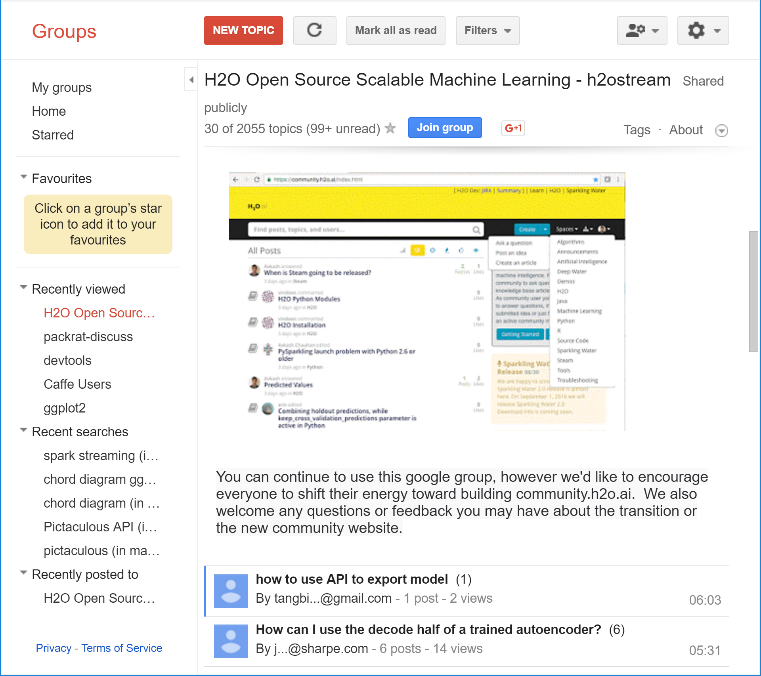 Groups
NEW TOPIC
Mark all as read
Filters
My groups
Home
Starred
Favourites
Click on a group's star
icon to add it to your
favourites
Recently viewed
H2O Open Sourc...
packrat-discuss
devtools
Caffe Users
ggplot2
Recent searches
spark streaming (i...
chord diagram gg...
chord diagram (in ...
Pictaculous API (i...
pictaculous (in ma...
Recently posted to
H2O Open Sourc...
Privacy - Terms of Service
H2O Open Source Scalable Machine Learning - h2ostream Shared
publicly
30 of 2055 topics (99+ unread)
Join group
G+1
Tags · About
https://community.h2o.ai/index.html
[ H2O Dev: JIRA | Summary ] | Learn | H2O | Sparkling Water
H2O.ai
Find posts, topics, and users...
Create
Spaces
All Posts
Ask a question
Post an idea
Create an article
Algorithms
Announcements
Artificial Intelligence
Deep Water
Demos
H2O
Java
Machine Learning
Python
R
Source Code
Sparkling Water
Steam
Tools
Troubleshooting
When is Steam going to be released?
H2O Python Modules
H2O Installation
PySparkling launch problem with Python 2.6 or
older
Predicted Values
Combining holdout predictions, while
keep_cross_validation_predictions parameter is
active in Python
Getting Started
You can continue to use this google group, however we'd like to encourage
everyone to shift their energy toward building community.h2o.ai. We also
welcome any questions or feedback you may have about the transition or
the new community website.
how to use API to export model (1)
By tangbi...@gmail.com - 1 post - 2 views
06:03
How can I use the decode half of a trained autoencoder? (6)
By j...@sharpe.com - 6 posts - 14 views
05:31